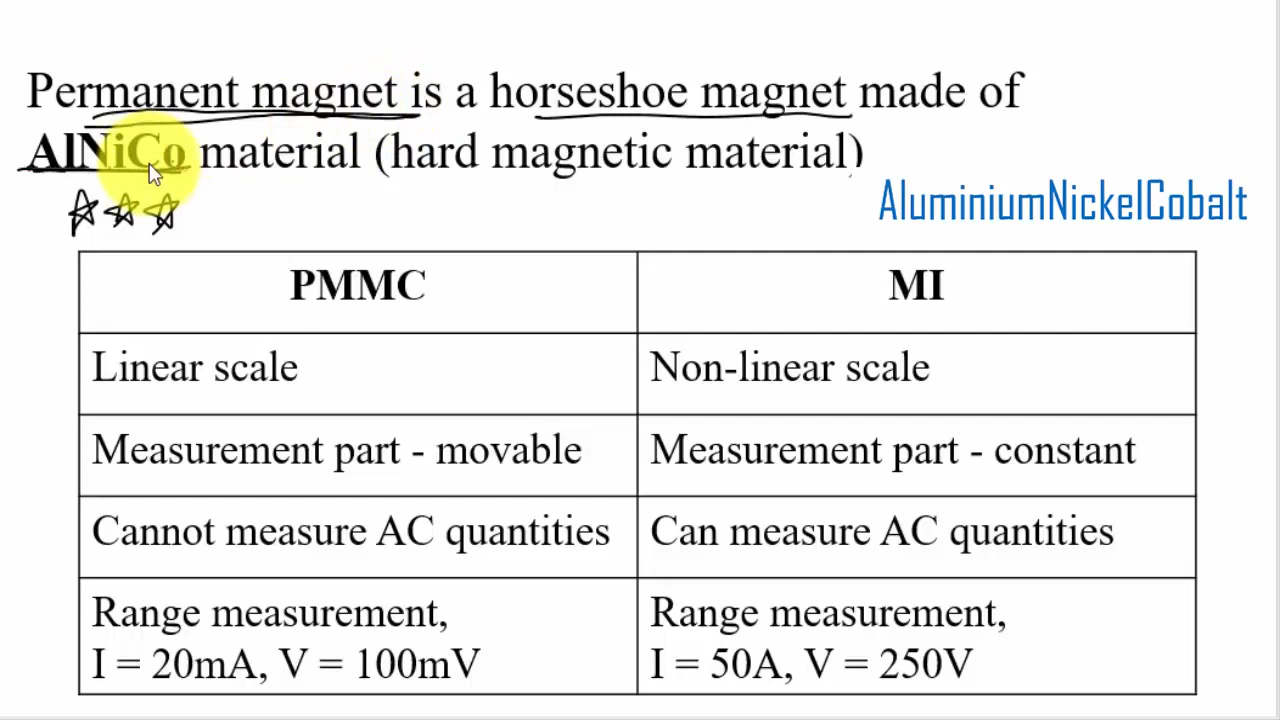 Permanent magnet is a horseshoe magnet made of
AlNiCo material (hard magnetic material)
AluminiumNickelCobalt
PMMC
MI
Linear scale
Non-linear scale
Measurement part - movable
Measurement part - constant
Cannot measure AC quantities
Can measure AC quantities
Range measurement,
I = 20mA, V = 100mV
Range measurement,
I = 50A, V = 250V